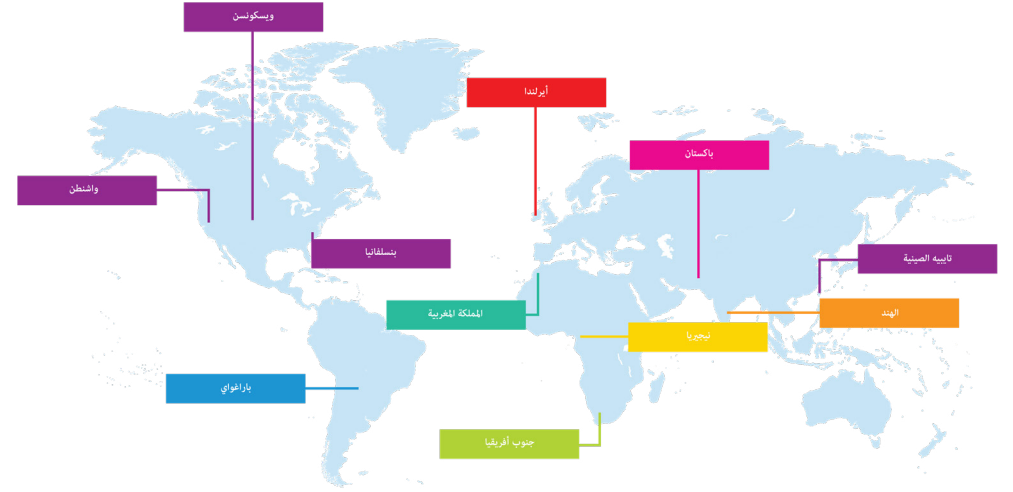 ويسكونسن
أيرلندا
باكستان
واشنطن
بنسلفانيا
تايبيه الصينية
المملكة المغربية
الهند
نيجيريا
باراغواي
جنوب أفريقيا